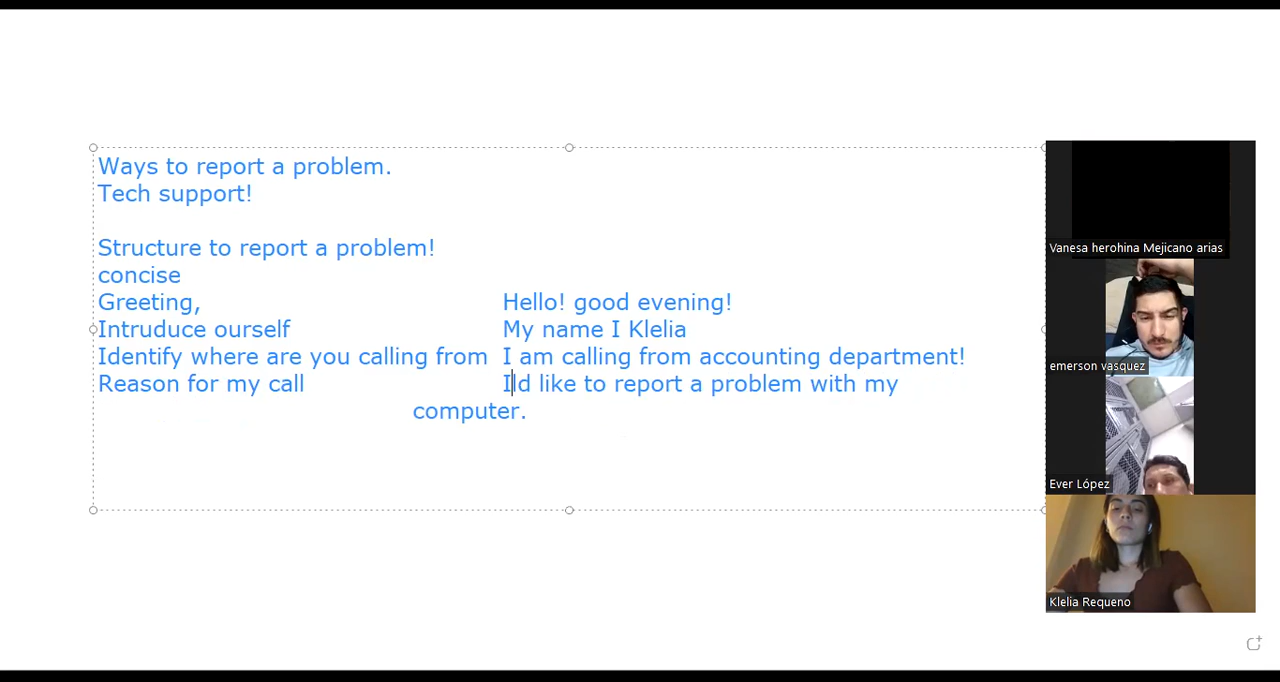 Ways to report a problem.
Tech support!
Structure to report a problem!
concise
Greeting, Hello! good evening!
Intruduce ourself My name I Klelia
Identify where are you calling from I am calling from accounting department!
Reason for my call Id like to report a problem with my
computer.
Vanesa herohina Mejicano arias
emerson vasquez
Ever López
Klelia Requeno